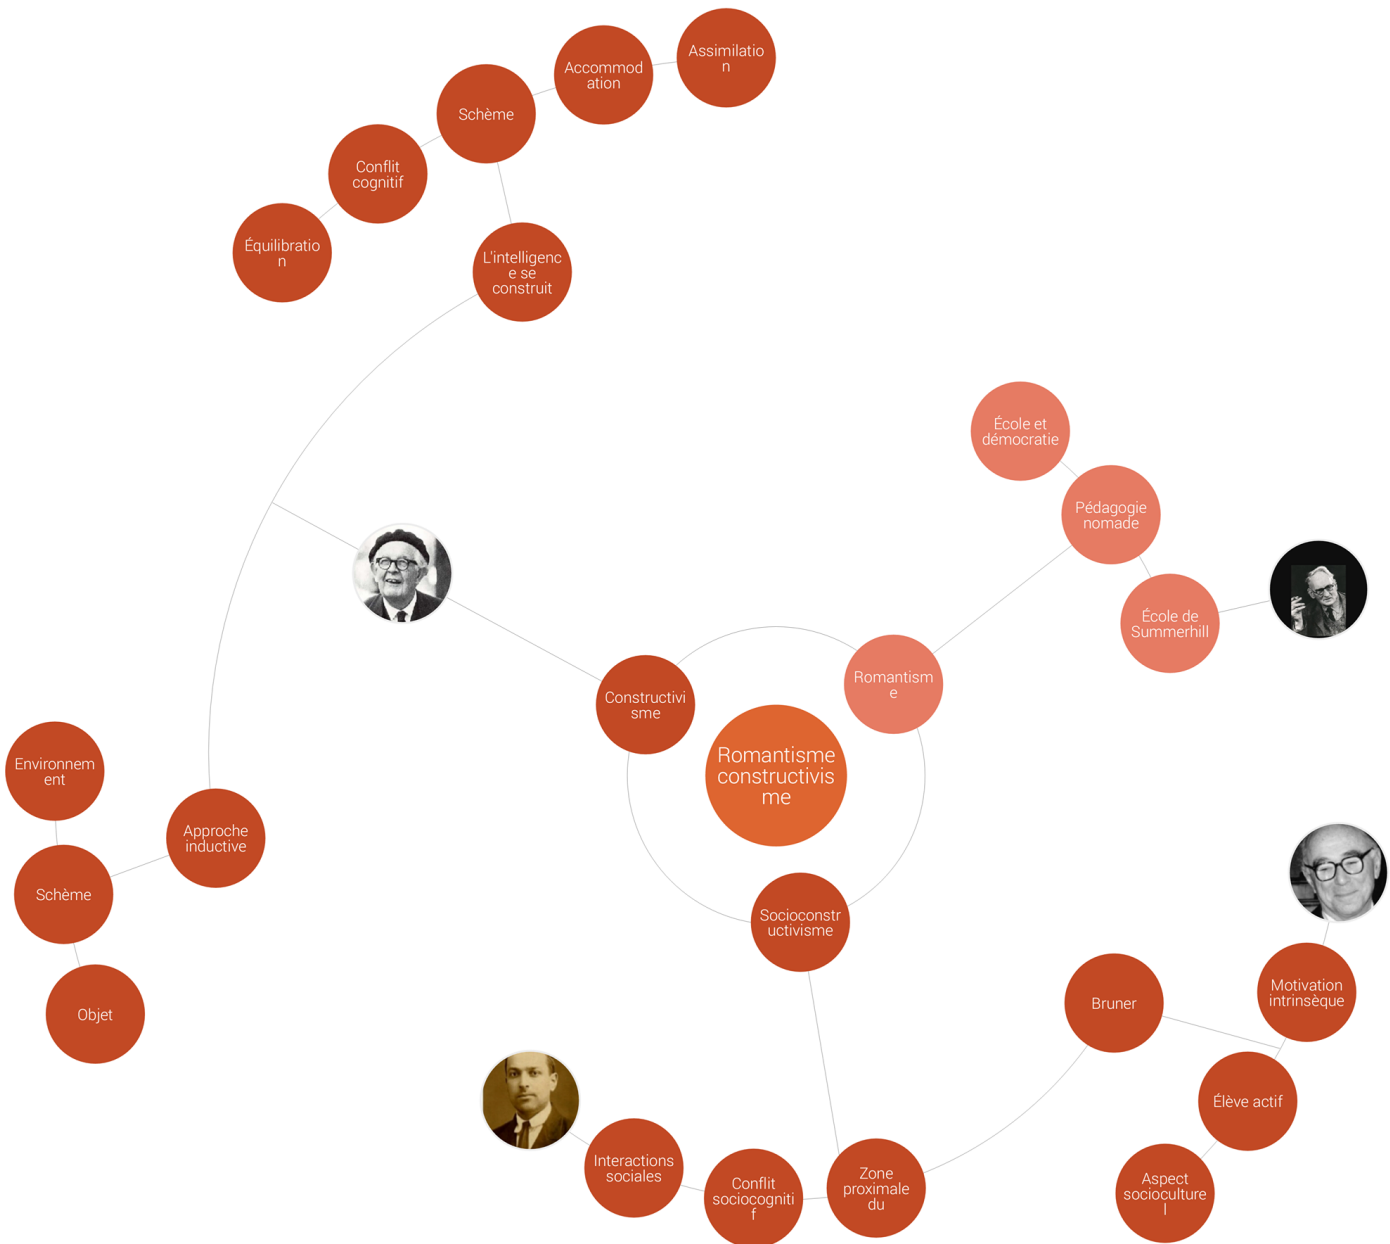 Assimilatio
n
Accommod
ation
Schème
Conflit
cognitif
Équilibratio
n
L'intelligenc
e se
construit
École et
démocratie
Pédagogie
nomade
École de
Summerhill
Romantism
e
Constructivi
sme
Romantisme
constructivis
me
Environnem
ent
Approche
inductive
Schème
Objet
Socioconstr
uctivisme
Bruner
Motivation
intrinsèque
Élève actif
Aspect
socioculture
l
Interactions
sociales
Conflit
sociocogniti
f
Zone
proximale
du